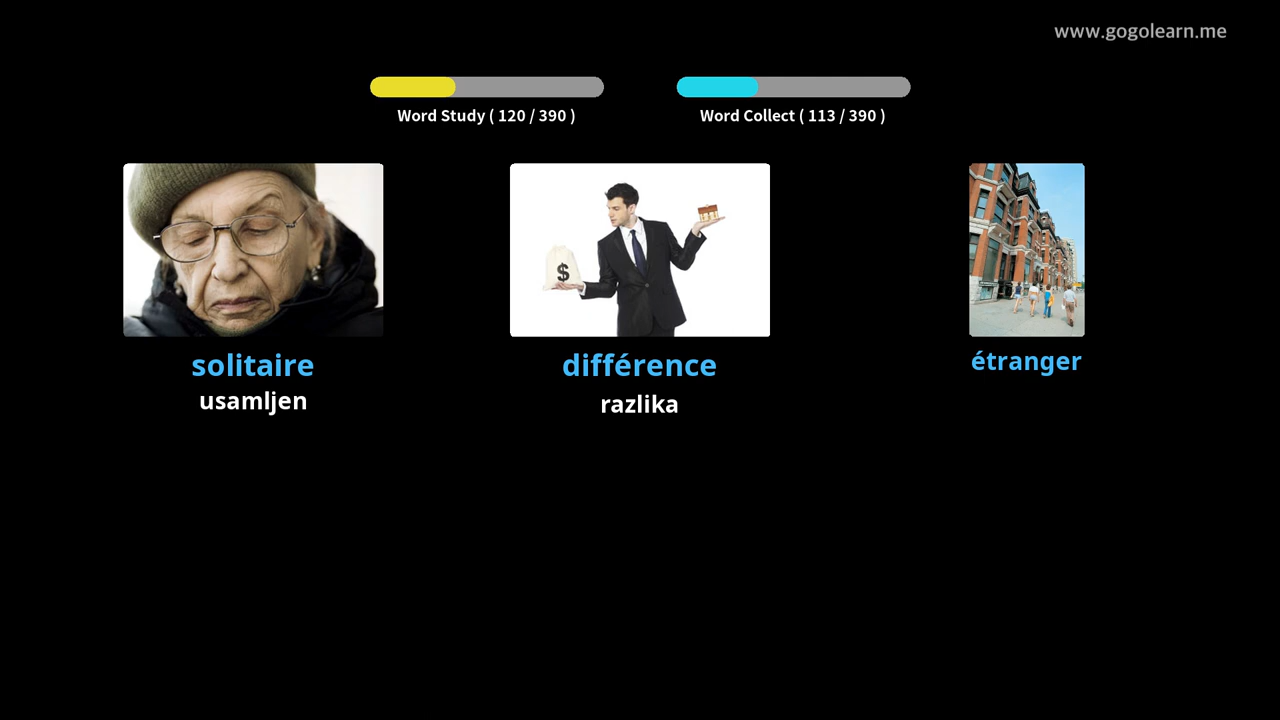 www.gogolearn.me
Word Study ( 120 / 390 )
Word Collect ( 113 / 390 )
$
solitaire
usamljen
différence
razlika
étranger